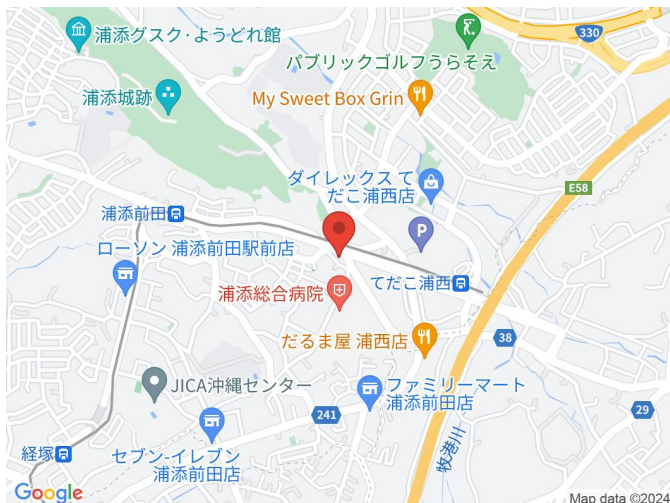 浦添グスク・ようどれ館
330
パブリックゴルフうらそえ
浦添城跡
My Sweet Box Grin
ダイレックス て
だこ浦西店
E58
浦添前田
P
ローソン 浦添前田駅前店
てだこ浦西
浦添総合病院
だるま屋 浦西店
38
JICA沖縄センター
ファミリーマート
浦添前田店
241
29
経塚
セブン-イレブン
浦添前田店
牧港川
Google
Map data ©2024